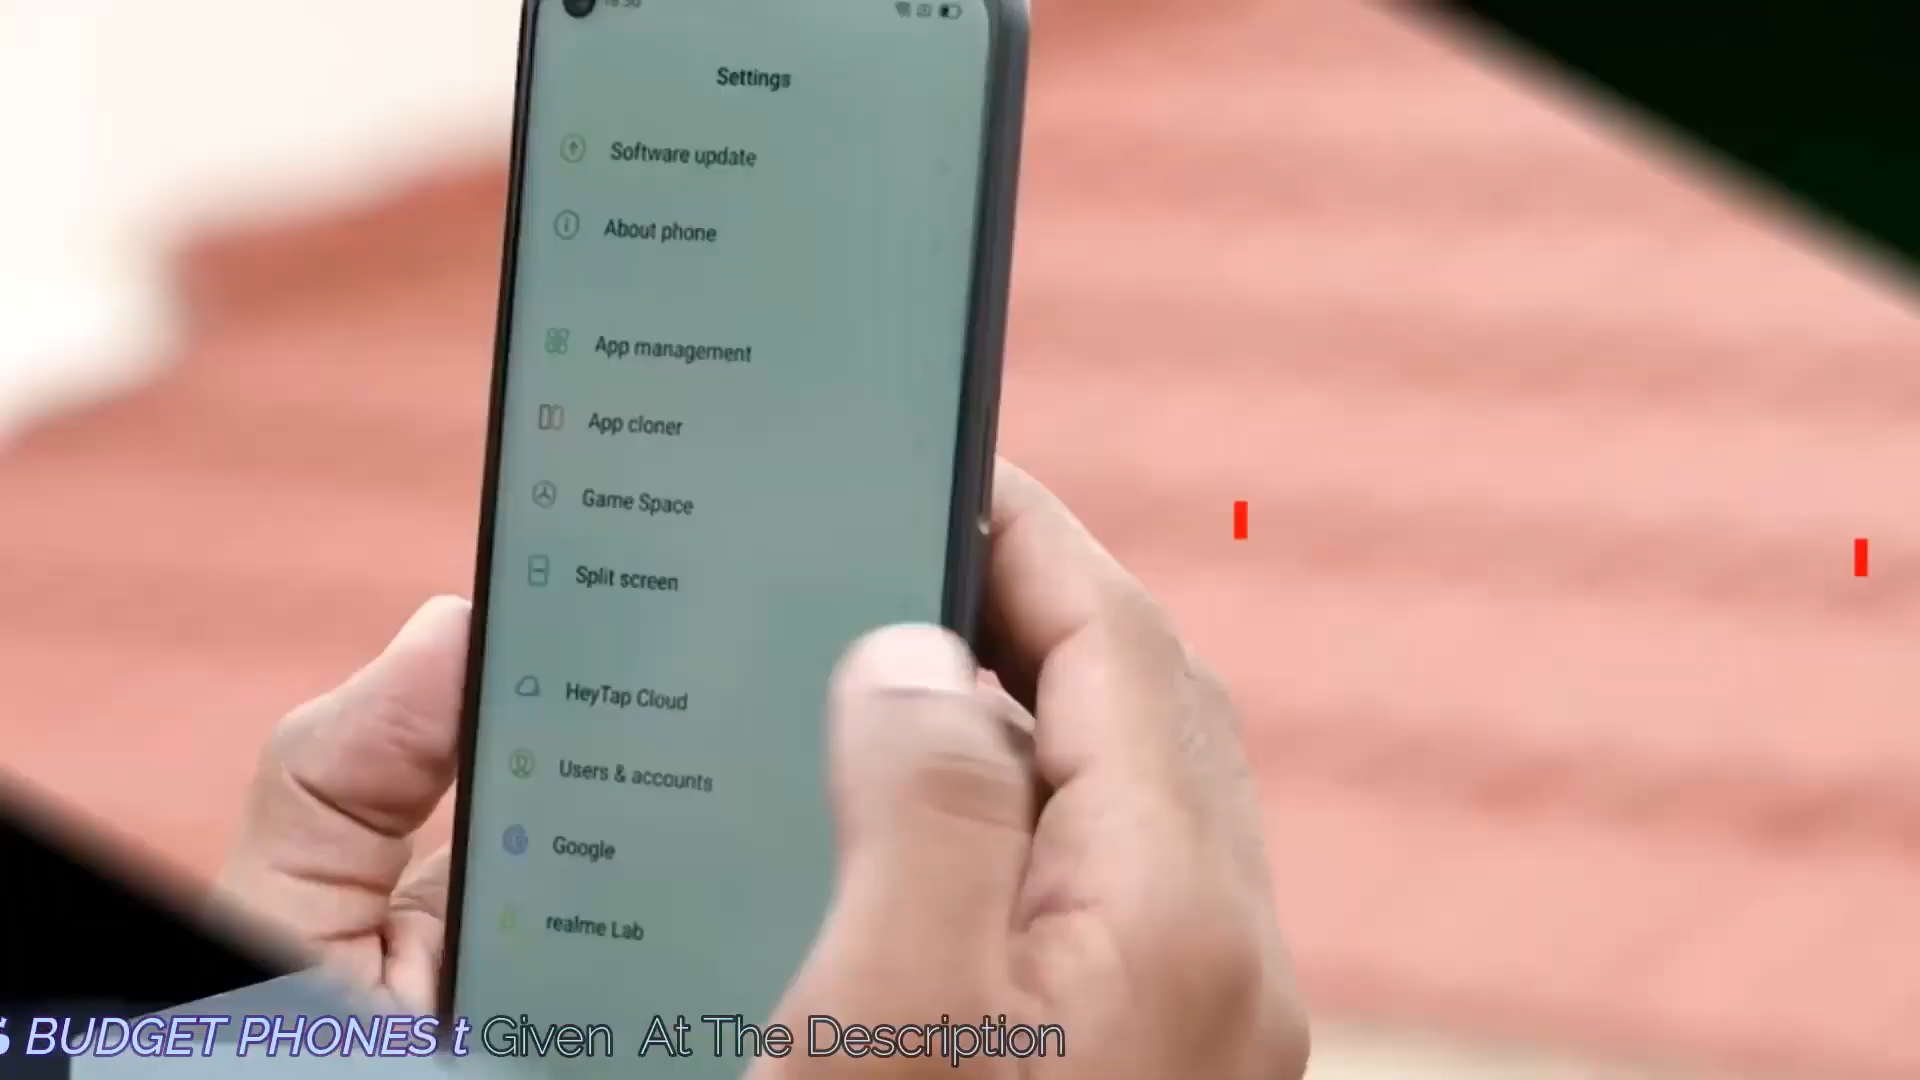 Settings
Software update
About phone
App management
App cloner
Game Space
Split screen
HeyTap Cloud
Users & accounts
Google
realme Lab
BUDGET PHONES t Given At The Description